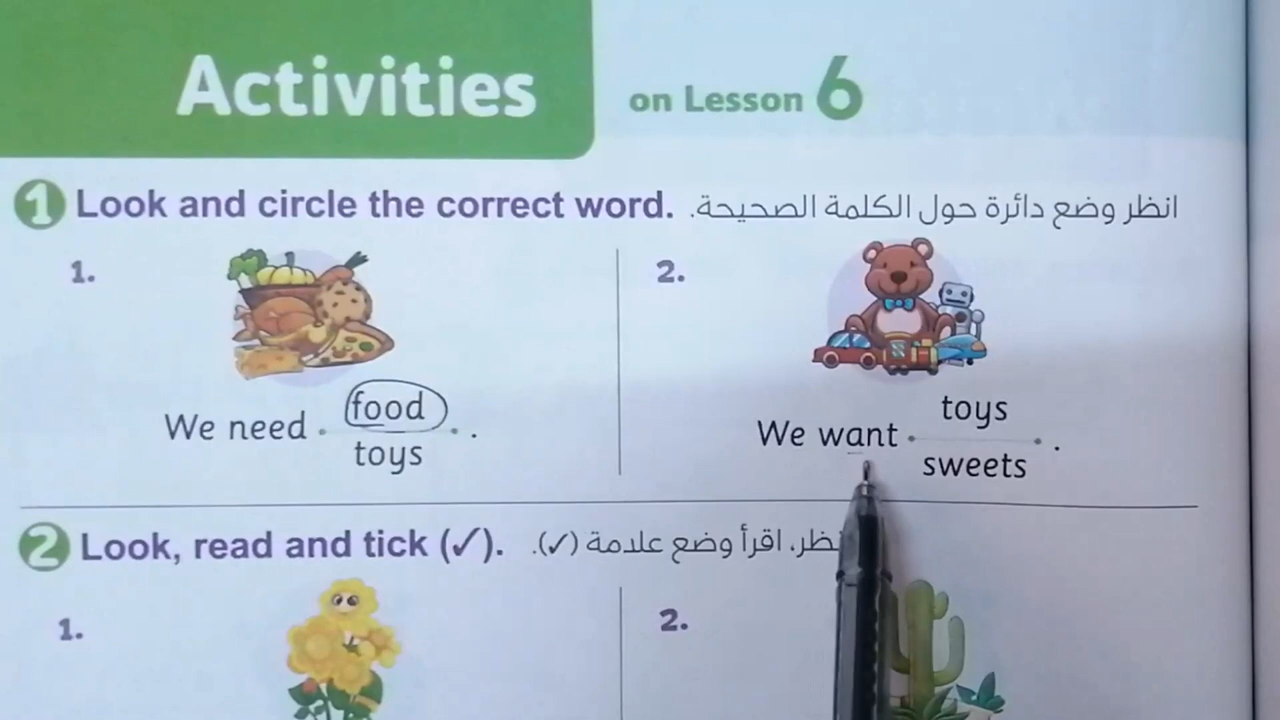 Activities on Lesson 6
1 Look and circle the correct word. انظر وضع دائرة حول الكلمة الصحيحة.
1.
We need food .
toys
2.
We want toys .
sweets
2 Look, read and tick (✓). نظر، اقرأ وضع علامة (✓).
1.
2.